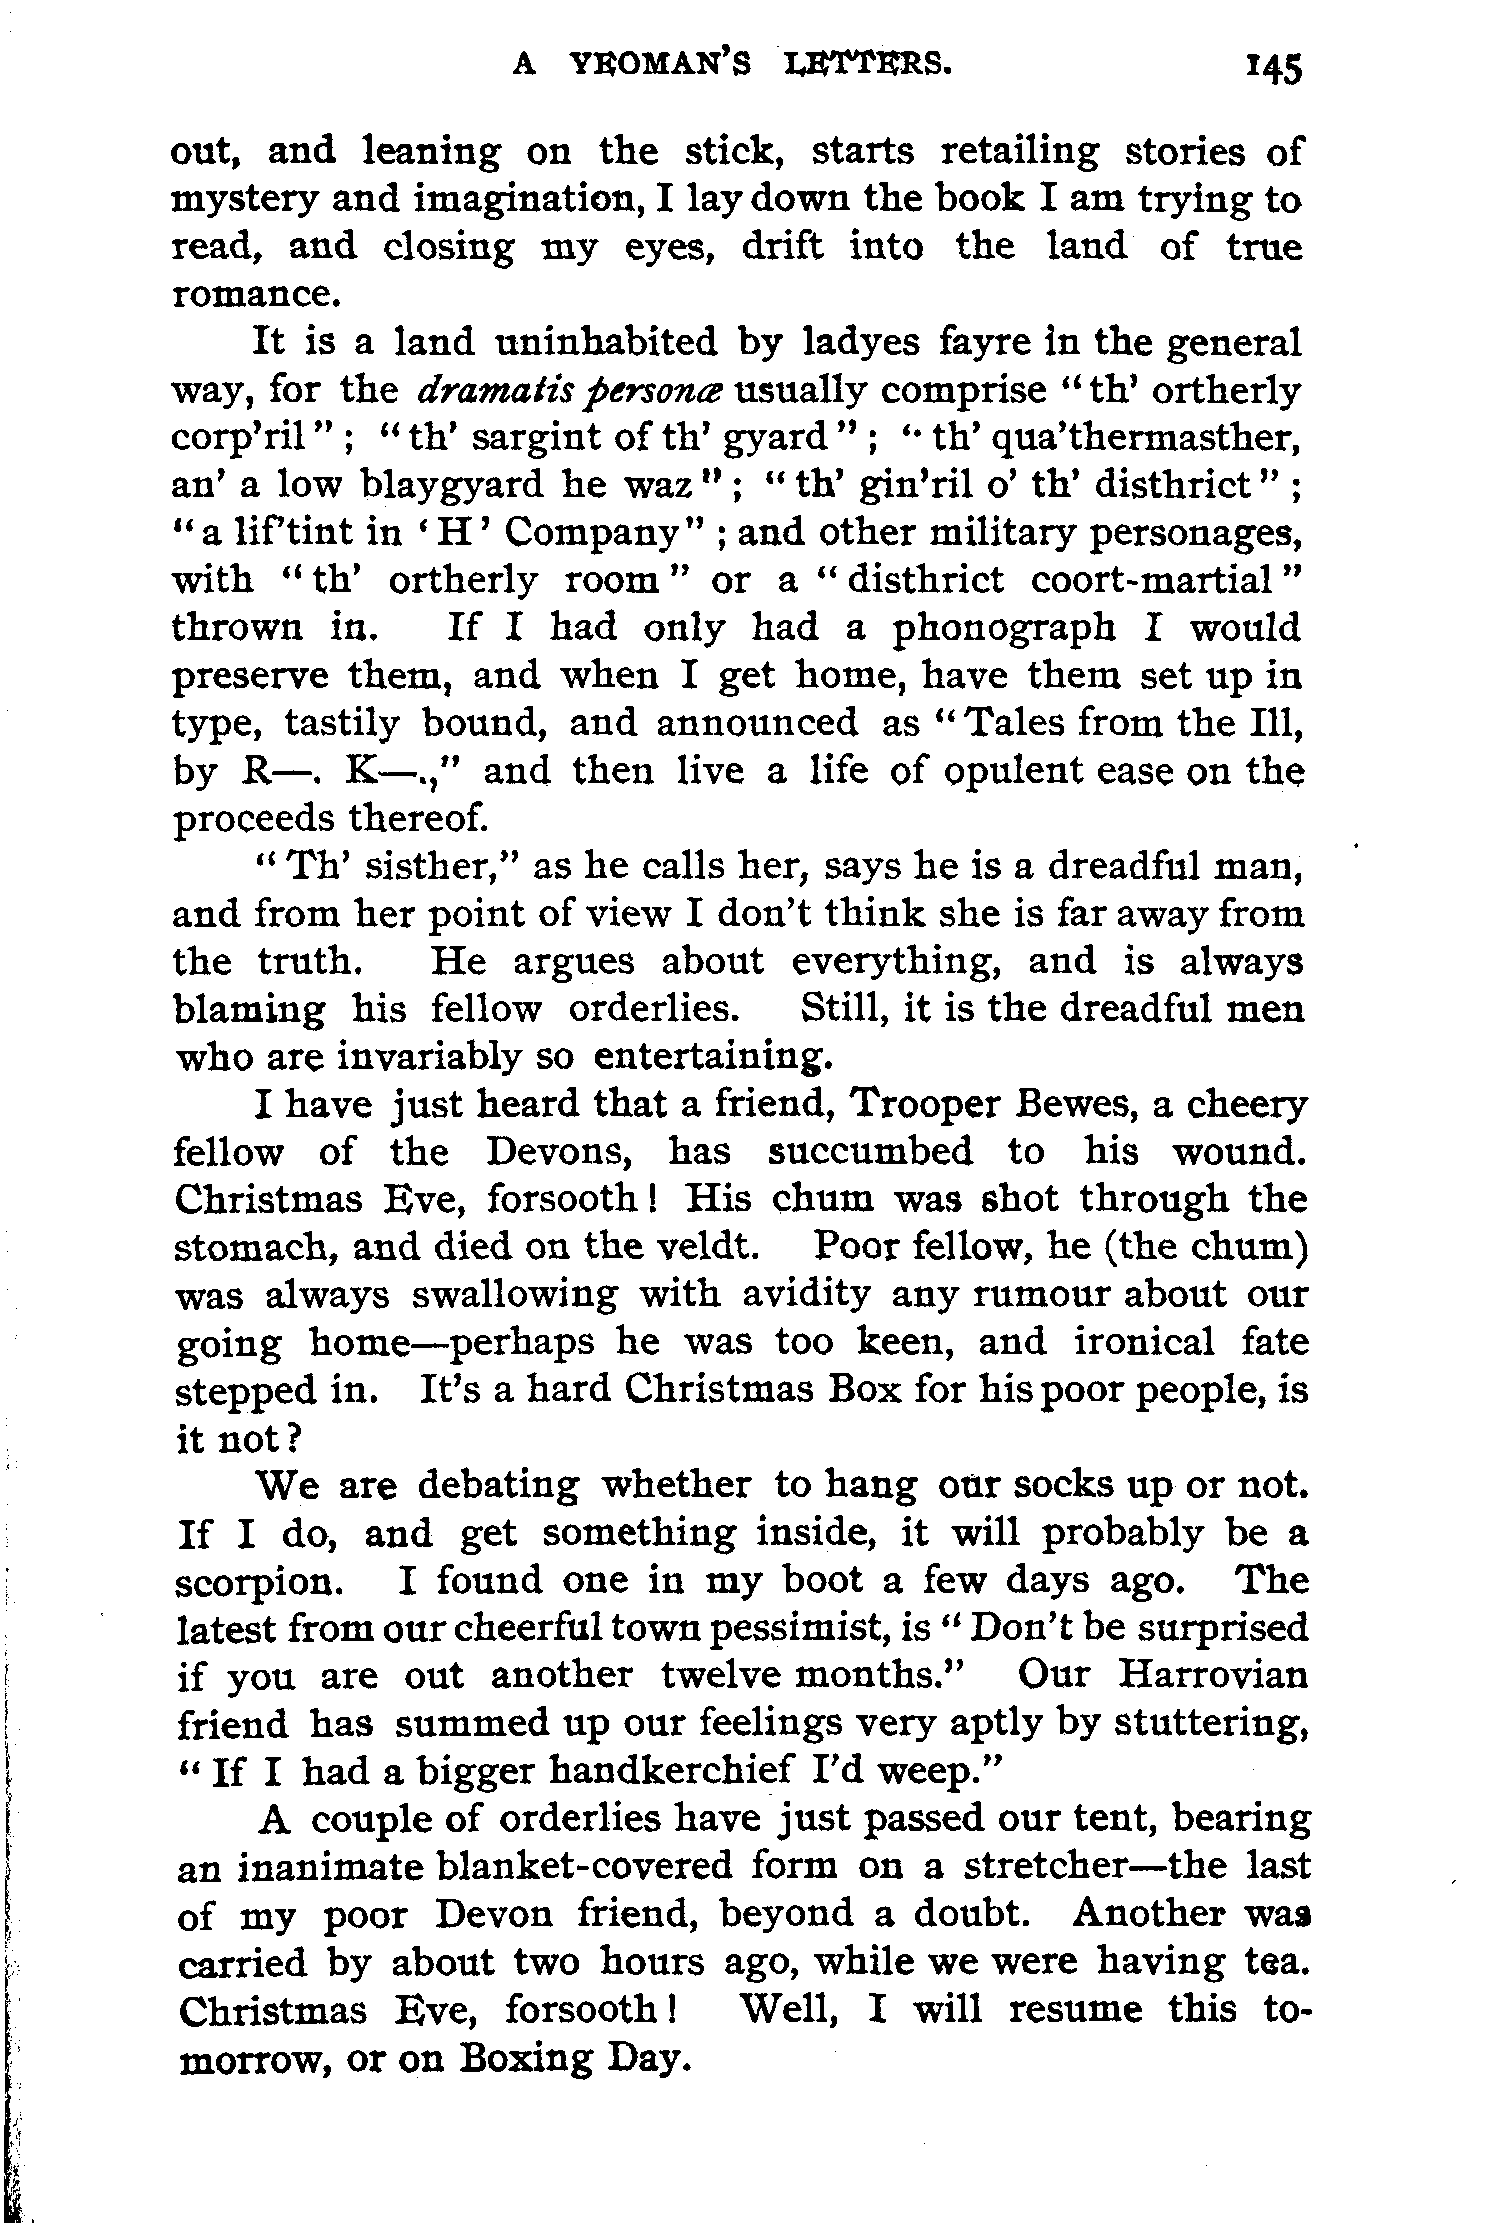 A YEOMAN'S LETTERS. 145
out, and leaning on the stick, starts retailing stories of
mystery and imagination, I lay down the book I am trying to
read, and closing my eyes, drift into the land of true
romance.
It is a land uninhabited by ladyes fayre in the general
way, for the dramatis personæ usually comprise "th' ortherly
corp'ril"; "th' sargint of th' gyard"; "th' qua'thermasther,
an' a low blaygyard he waz"; "th' gin'ril o' th' disthrict";
"a lif'tint in 'H' Company"; and other military personages,
with "th' ortherly room" or a "disthrict coort-martial"
thrown in. If I had only had a phonograph I would
preserve them, and when I get home, have them set up in
type, tastily bound, and announced as "Tales from the Ill,
by R—. K—.," and then live a life of opulent ease on the
proceeds thereof.
"Th' sisther," as he calls her, says he is a dreadful man,
and from her point of view I don't think she is far away from
the truth. He argues about everything, and is always
blaming his fellow orderlies. Still, it is the dreadful men
who are invariably so entertaining.
I have just heard that a friend, Trooper Bewes, a cheery
fellow of the Devons, has succumbed to his wound.
Christmas Eve, forsooth! His chum was shot through the
stomach, and died on the veldt. Poor fellow, he (the chum)
was always swallowing with avidity any rumour about our
going home—perhaps he was too keen, and ironical fate
stepped in. It's a hard Christmas Box for his poor people, is
it not?
We are debating whether to hang our socks up or not.
If I do, and get something inside, it will probably be a
scorpion. I found one in my boot a few days ago. The
latest from our cheerful town pessimist, is "Don't be surprised
if you are out another twelve months." Our Harrovian
friend has summed up our feelings very aptly by stuttering,
"If I had a bigger handkerchief I'd weep."
A couple of orderlies have just passed our tent, bearing
an inanimate blanket-covered form on a stretcher—the last
of my poor Devon friend, beyond a doubt. Another was
carried by about two hours ago, while we were having tea.
Christmas Eve, forsooth! Well, I will resume this to-
morrow, or on Boxing Day.